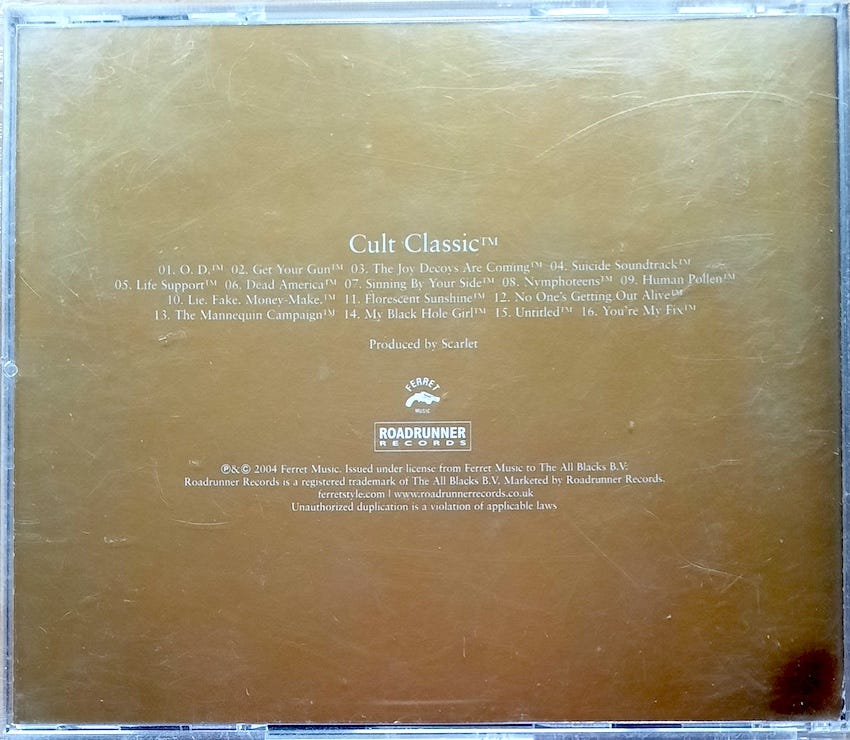 Cult Classic™
01. O. D.™ 02. Get Your Gun™ 03. The Joy Decoys Are Coming™ 04. Suicide Soundtrack™
05. Life Support™ 06. Dead America™ 07. Sinning By Your Side™ 08. Nymphoteens™ 09. Human Pollen™
10. Lie. Fake. Money-Make.™ 11. Florescent Sunshine™ 12. No One's Getting Out Alive™
13. The Mannequin Campaign™ 14. My Black Hole Girl™ 15. Untitled™ 16. You're My Fix™
Produced by Scarlet
FERRET
MUSIC
ROADRUNNER
RECORDS
℗&© 2004 Ferret Music. Issued under license from Ferret Music to The All Blacks B.V.
Roadrunner Records is a registered trademark of The All Blacks B.V. Marketed by Roadrunner Records.
ferretstyle.com | www.roadrunnerrecords.co.uk
Unauthorized duplication is a violation of applicable laws